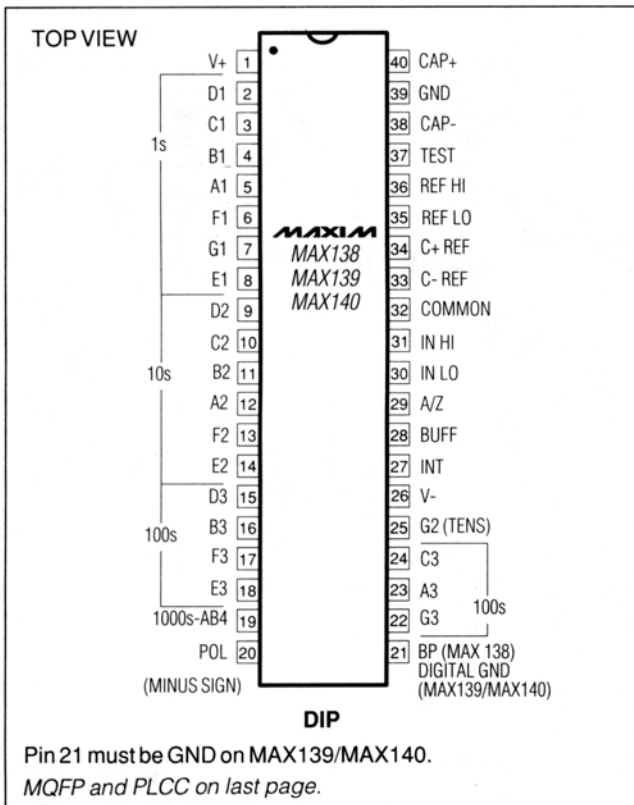 TOP VIEW
V+ 1
D1 2
C1 3
B1 4
A1 5
F1 6
G1 7
E1 8
D2 9
C2 10
B2 11
A2 12
F2 13
E2 14
D3 15
B3 16
F3 17
E3 18
1000s-AB4 19
POL 20
(MINUS SIGN)
1s
10s
100s
MAXIM
MAX138
MAX139
MAX140
40 CAP+
39 GND
38 CAP-
37 TEST
36 REF HI
35 REF LO
34 C+ REF
33 C- REF
32 COMMON
31 IN HI
30 IN LO
29 A/Z
28 BUFF
27 INT
26 V-
25 G2 (TENS)
24 C3
23 A3
22 G3
100s
21 BP (MAX 138)
DIGITAL GND
(MAX139/MAX140)
DIP
Pin 21 must be GND on MAX139/MAX140.
MQFP and PLCC on last page.